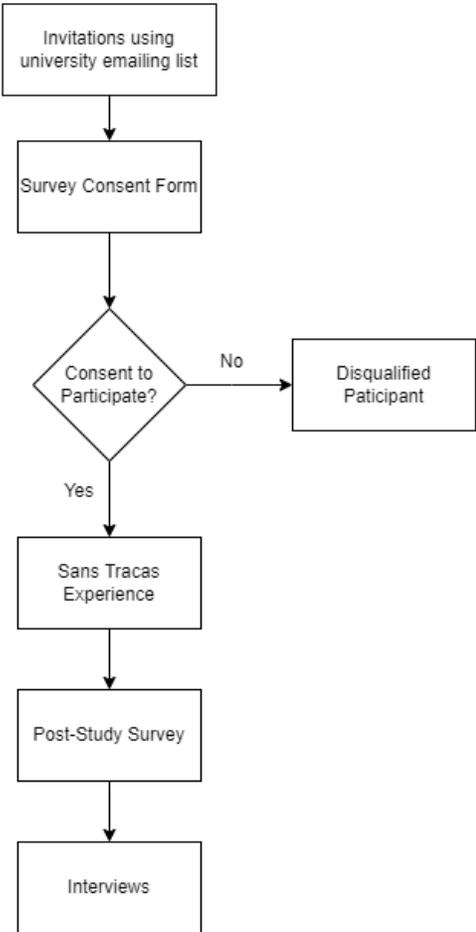 Invitations using
university emailing list
Survey Consent Form
Consent to
Participate?
No
Disqualified
Paticipant
Yes
Sans Tracas
Experience
Post-Study Survey
Interviews